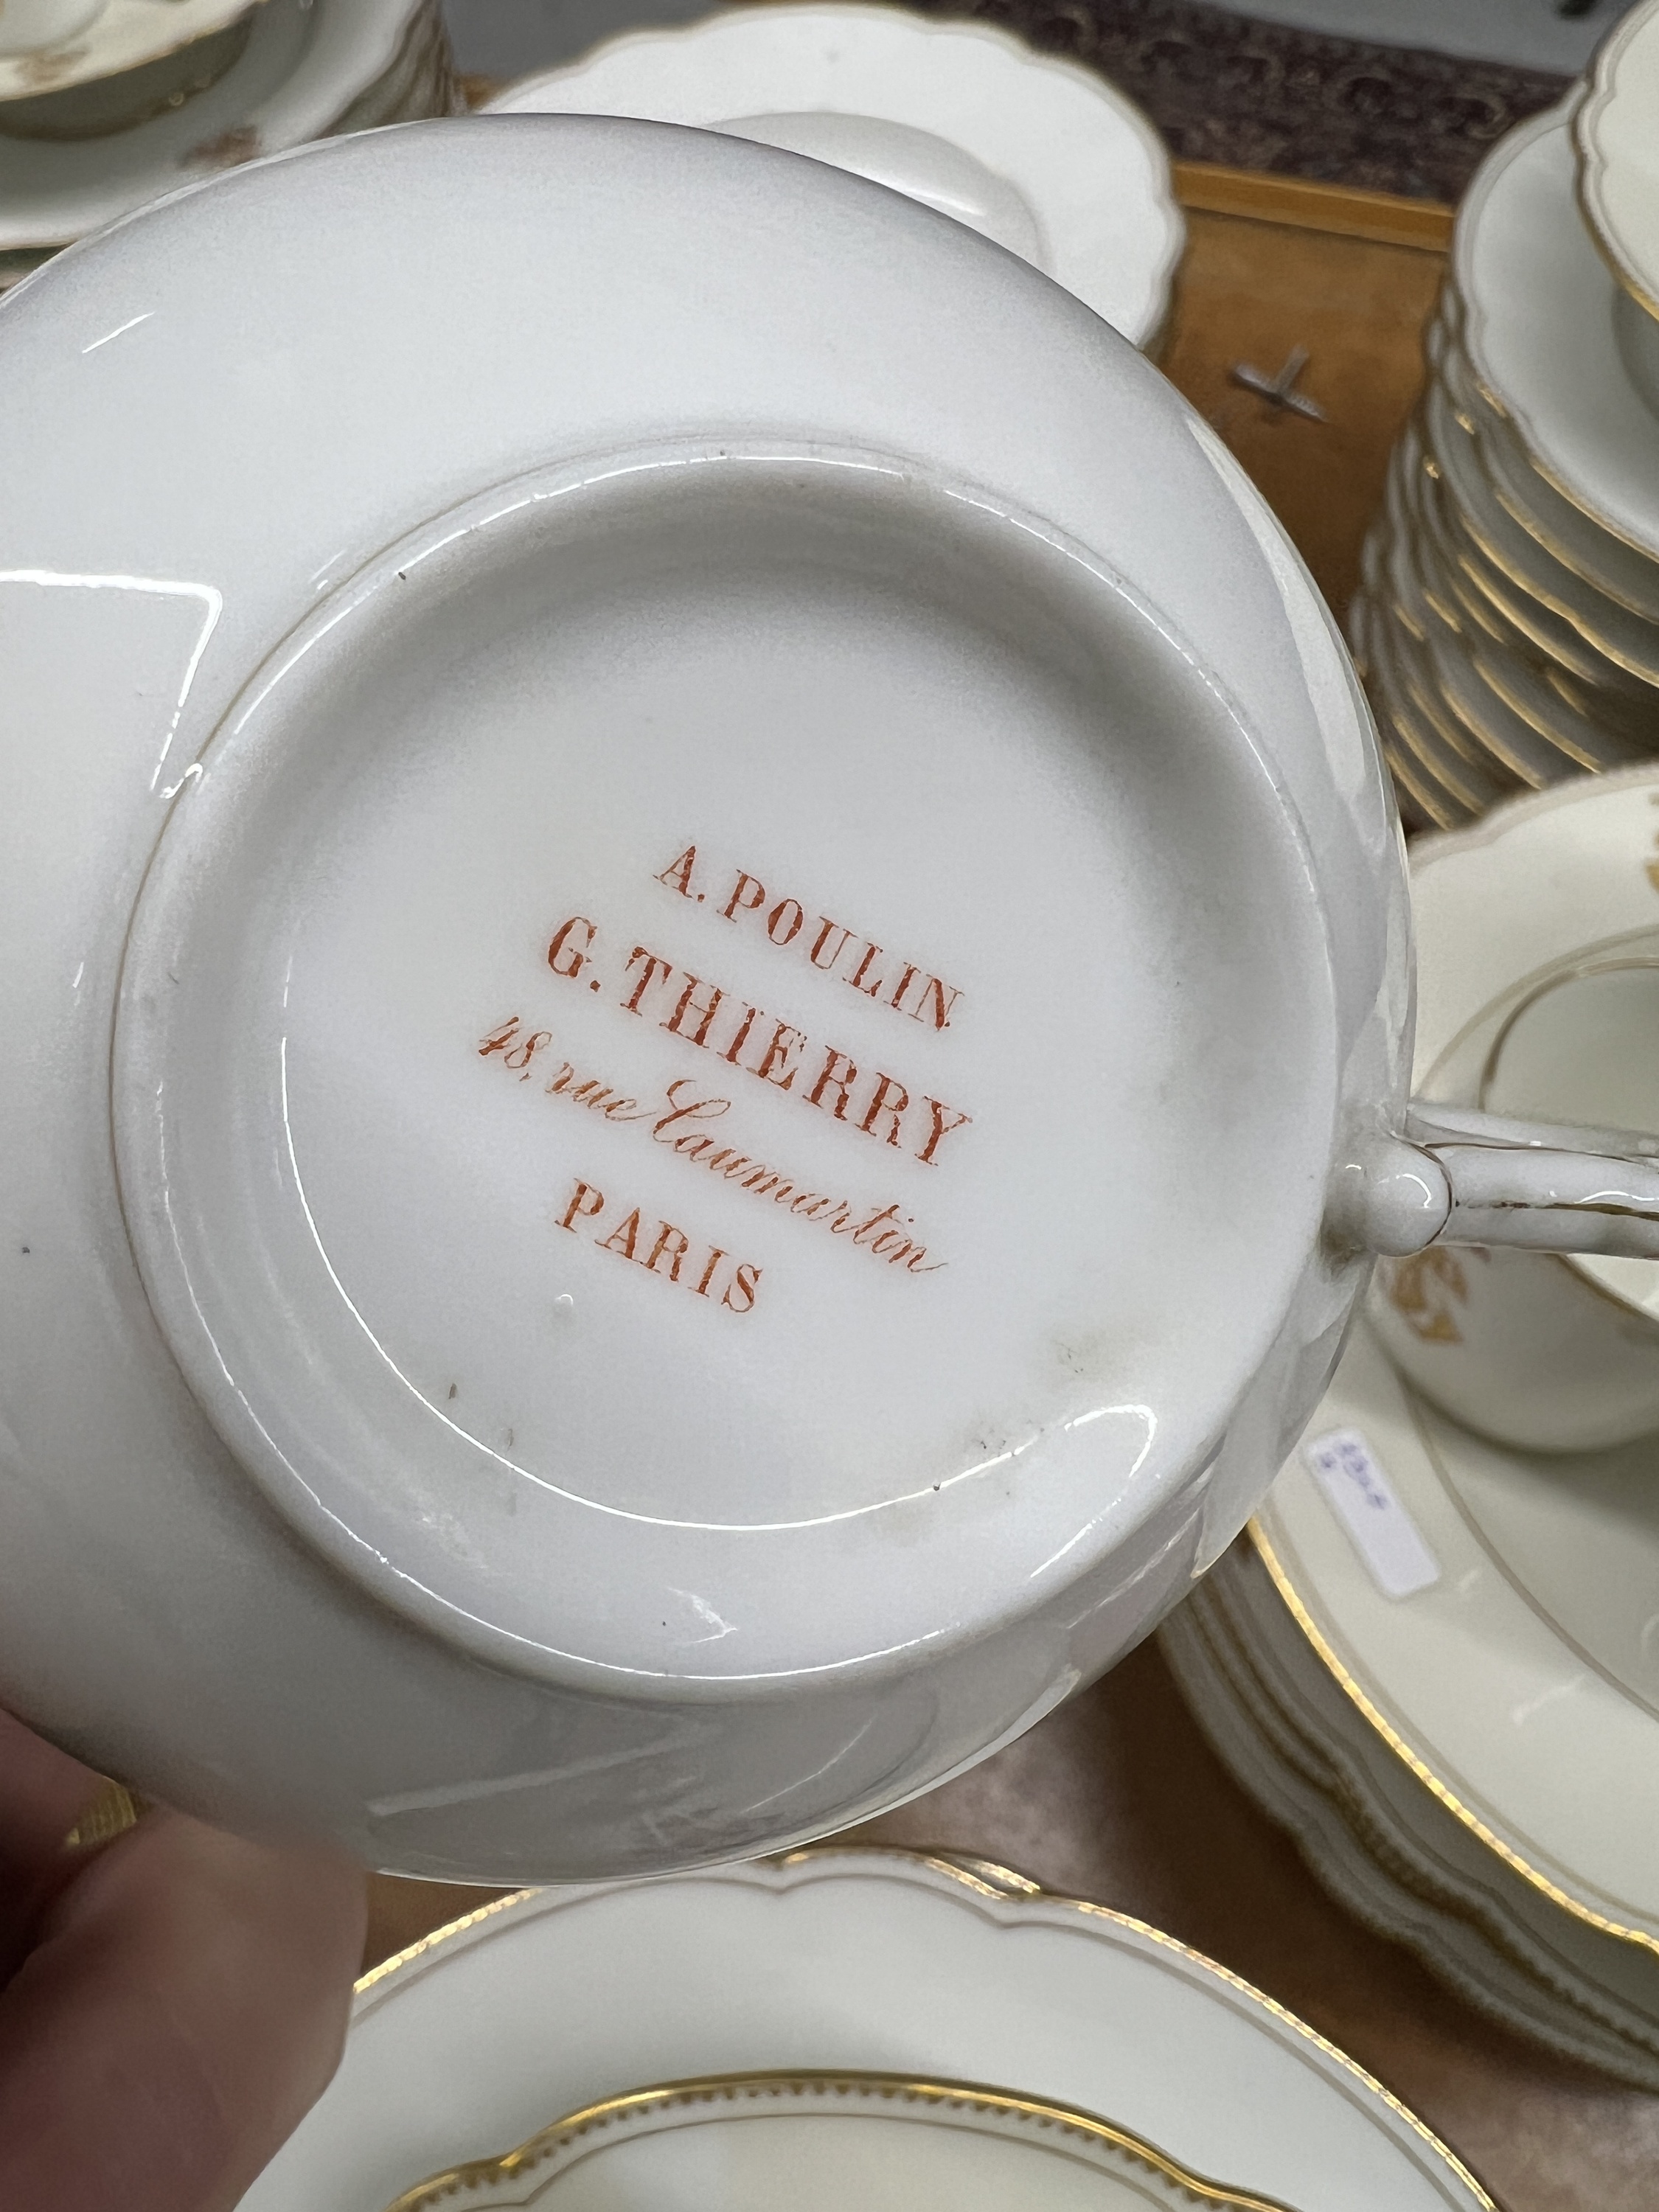 A. POULIN
G. THIERRY
48, rue Caumartin
PARIS